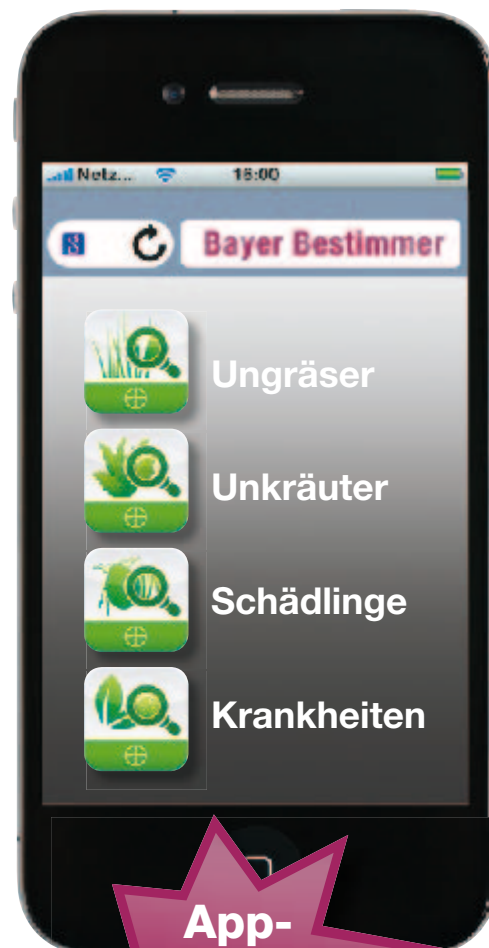 Netz...
16:00
Bayer Bestimmer
Ungräser
Unkräuter
Schädlinge
Krankheiten
App-